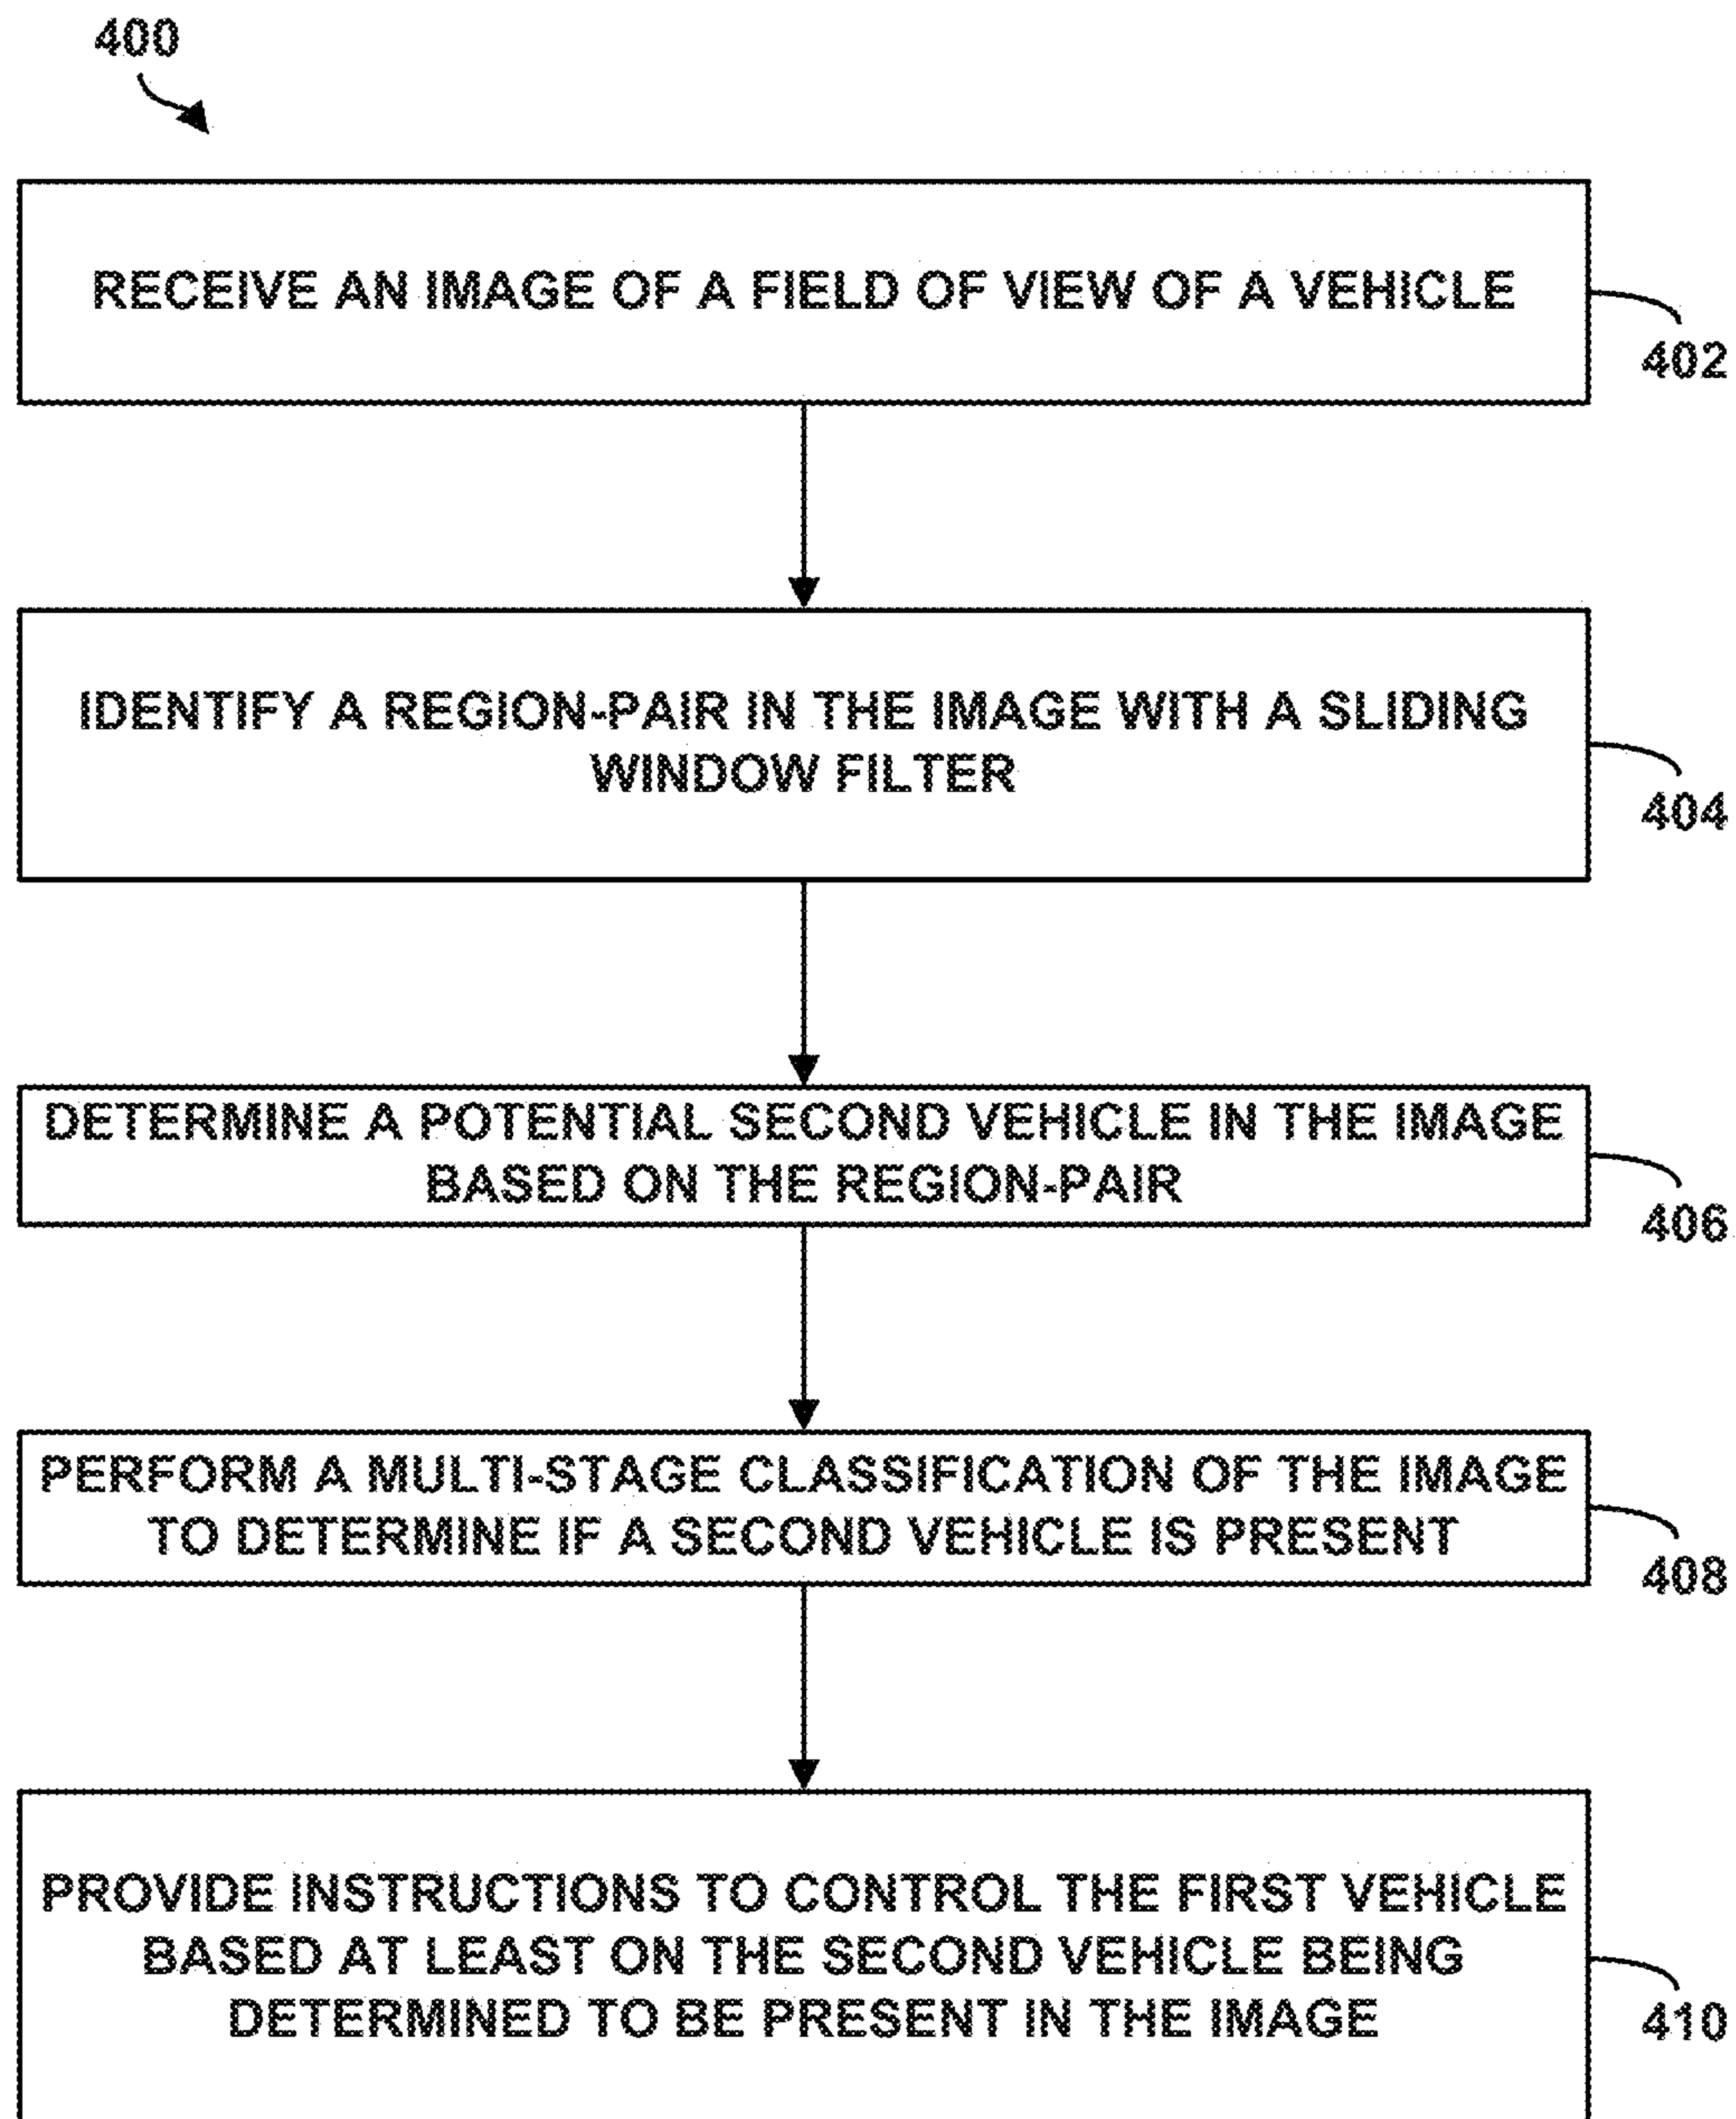 400
RECEIVE AN IMAGE OF A FIELD OF VIEW OF A VEHICLE
402
IDENTIFY A REGION-PAIR IN THE IMAGE WITH A SLIDING
WINDOW FILTER
404
DETERMINE A POTENTIAL SECOND VEHICLE IN THE IMAGE
BASED ON THE REGION-PAIR
406
PERFORM A MULTI-STAGE CLASSIFICATION OF THE IMAGE
TO DETERMINE IF A SECOND VEHICLE IS PRESENT
408
PROVIDE INSTRUCTIONS TO CONTROL THE FIRST VEHICLE
BASED AT LEAST ON THE SECOND VEHICLE BEING
DETERMINED TO BE PRESENT IN THE IMAGE
410